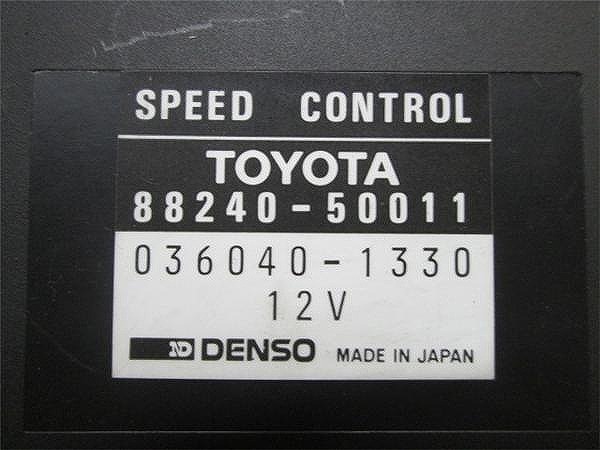 SPEED CONTROL
TOYOTA
88240-50011
036040-1330
12V
ND DENSO MADE IN JAPAN